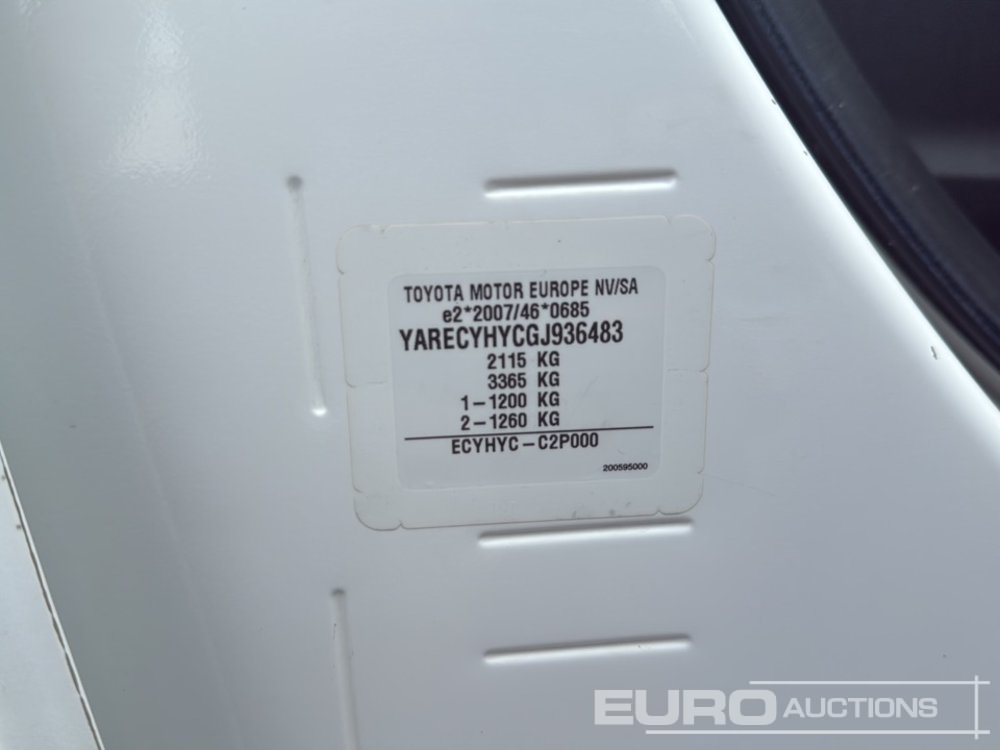 TOYOTA MOTOR EUROPE NV/SA
e2*2007/46*0685
YARECYHYCGJ936483
2115 KG
3365 KG
1-1200 KG
2-1260 KG
ECYHYC-C2P000
200595000
EURO AUCTIONS